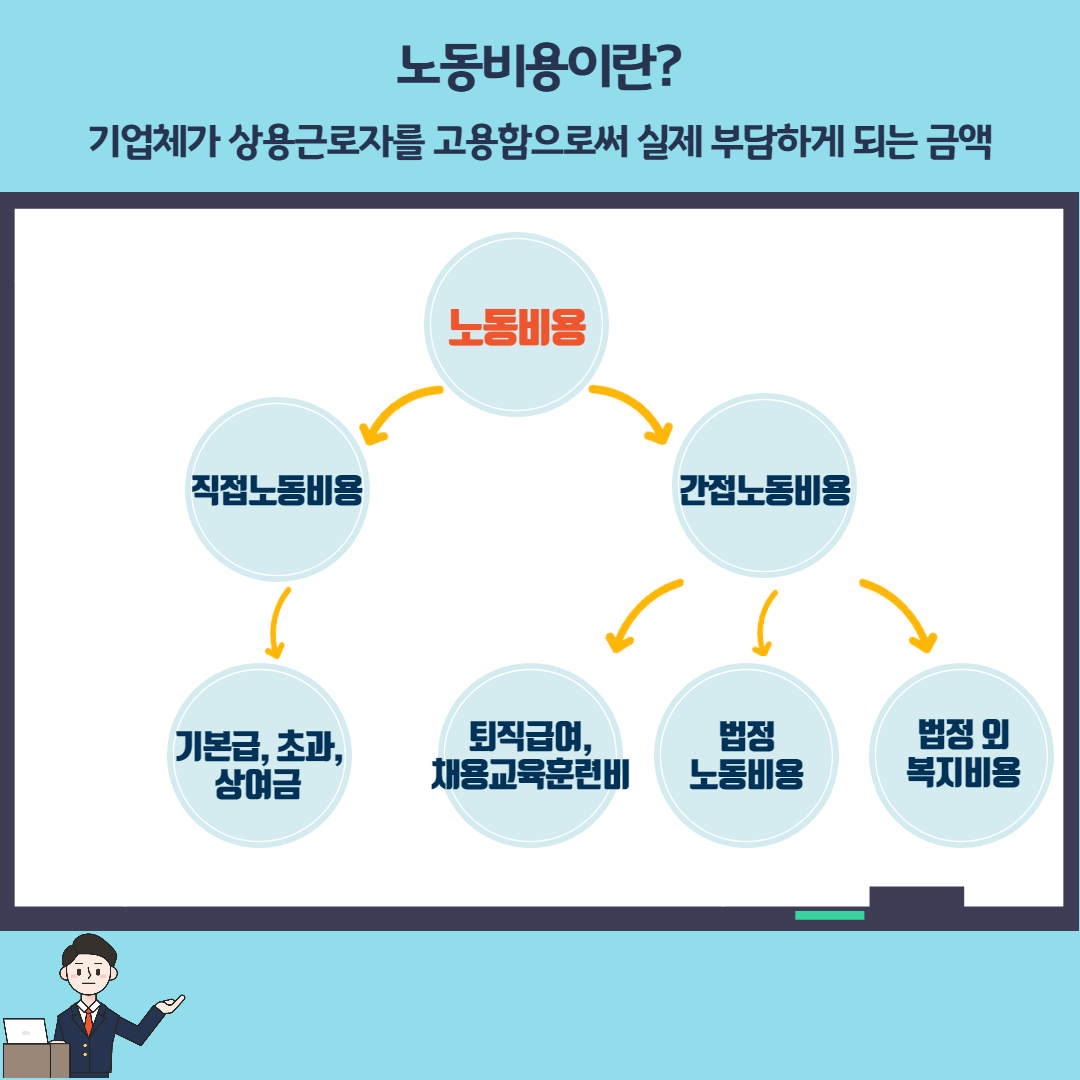 노동비용이란?
기업체가 상용근로자를 고용함으로써 실제 부담하게 되는 금액
노동비용
직접노동비용
간접노동비용
기본급, 초과,
상여금
퇴직급여,
채용교육훈련비
법정
노동비용
법정 외
복지비용